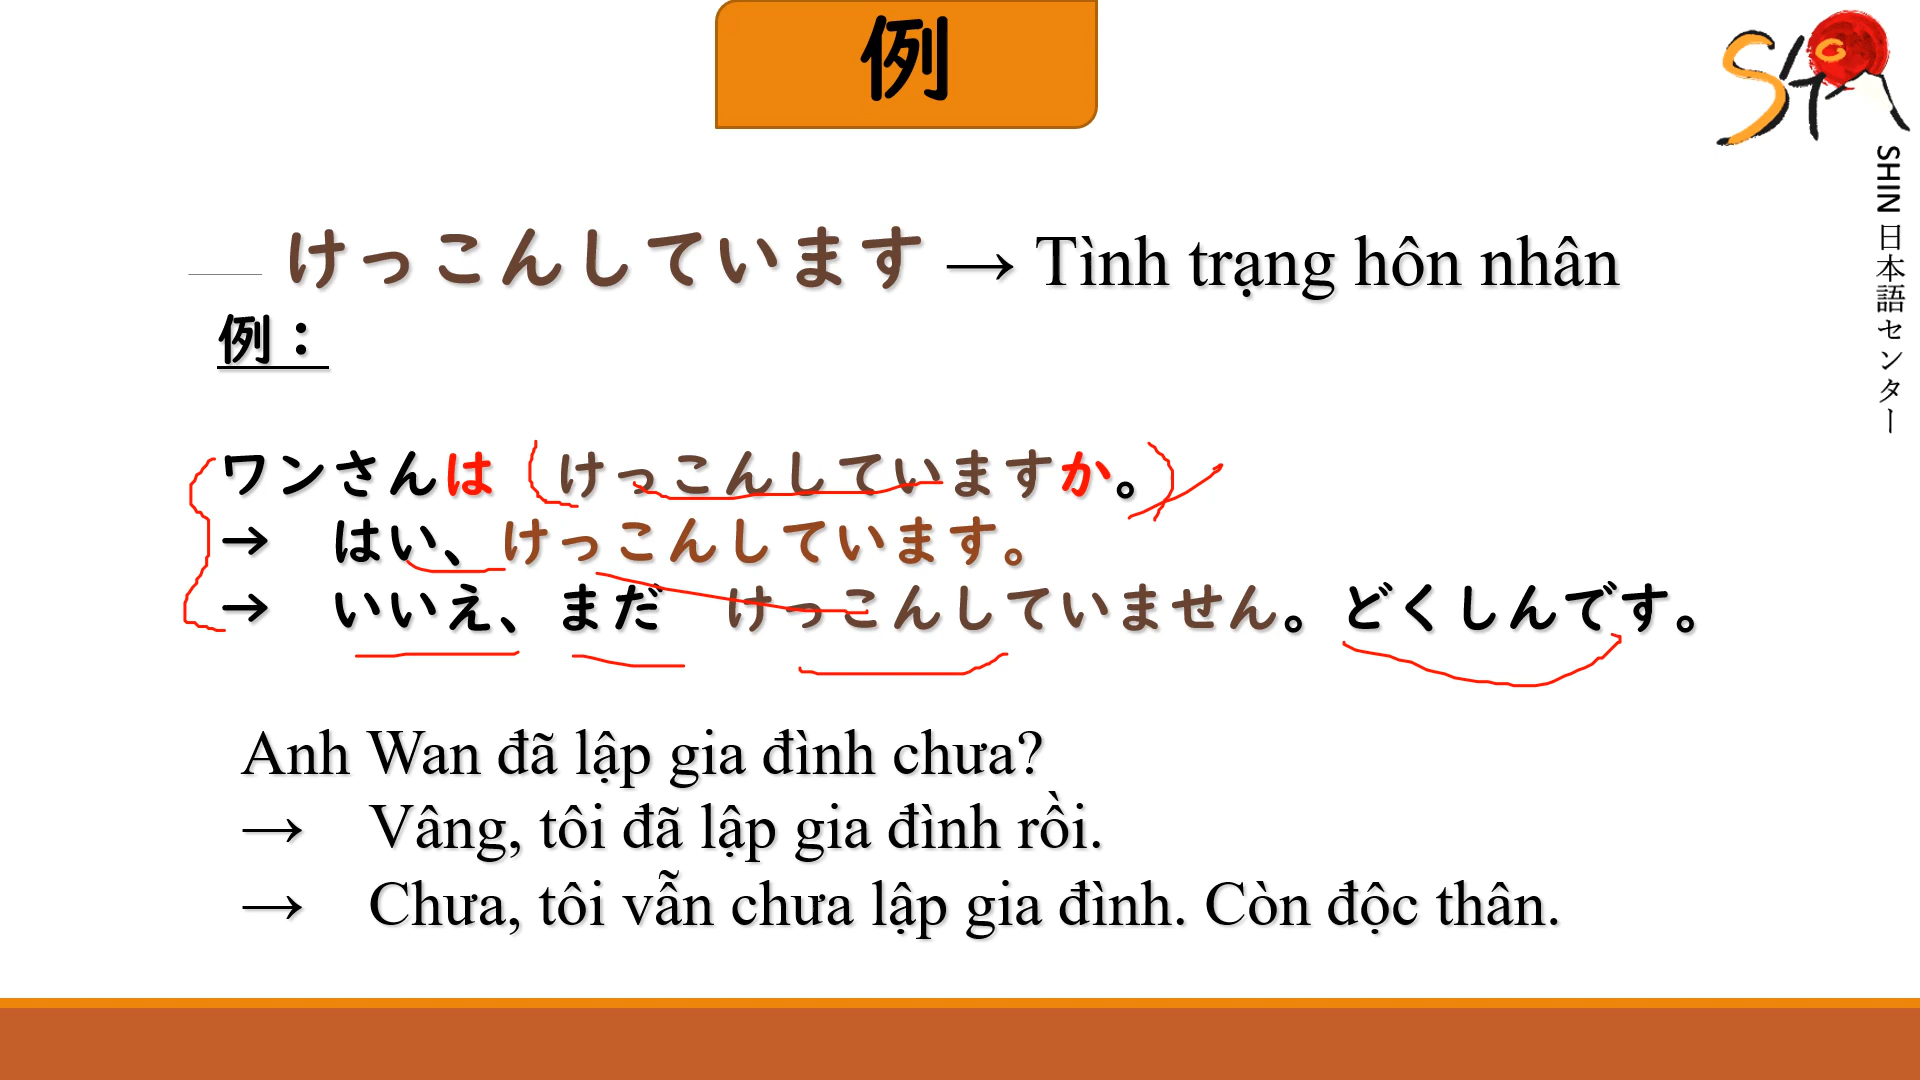 例
SHIN
SHIN 日本語センター
けっこんしています → Tình trạng hôn nhân
例：
ワンさんは けっこんしていますか。
→ はい、けっこんしています。
→ いいえ、まだ けっこんしていません。どくしんです。
Anh Wan đã lập gia đình chưa?
→ Vâng, tôi đã lập gia đình rồi.
→ Chưa, tôi vẫn chưa lập gia đình. Còn độc thân.